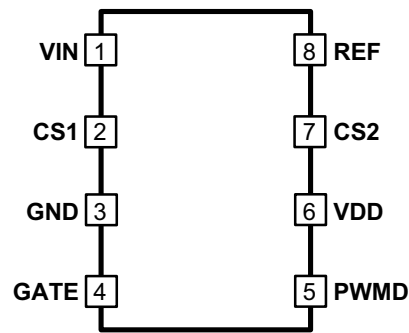 VIN 1 8 REF
CS1 2 7 CS2
GND 3 6 VDD
GATE 4 5 PWMD